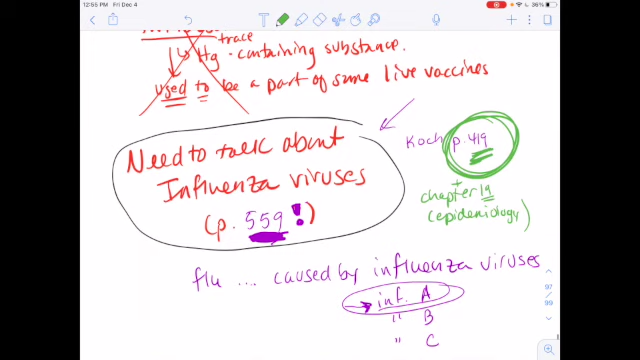 12:55 PM Fri Dec 4
36%
trace
Hg - containing substance.
used to be a part of some live vaccines
Need to talk about
Influenza viruses
(p. 559!)
Koch p. 419
+
chapter 19
(epidemiology)
flu .... caused by influenza viruses
inf. A
" B
" C
97
99